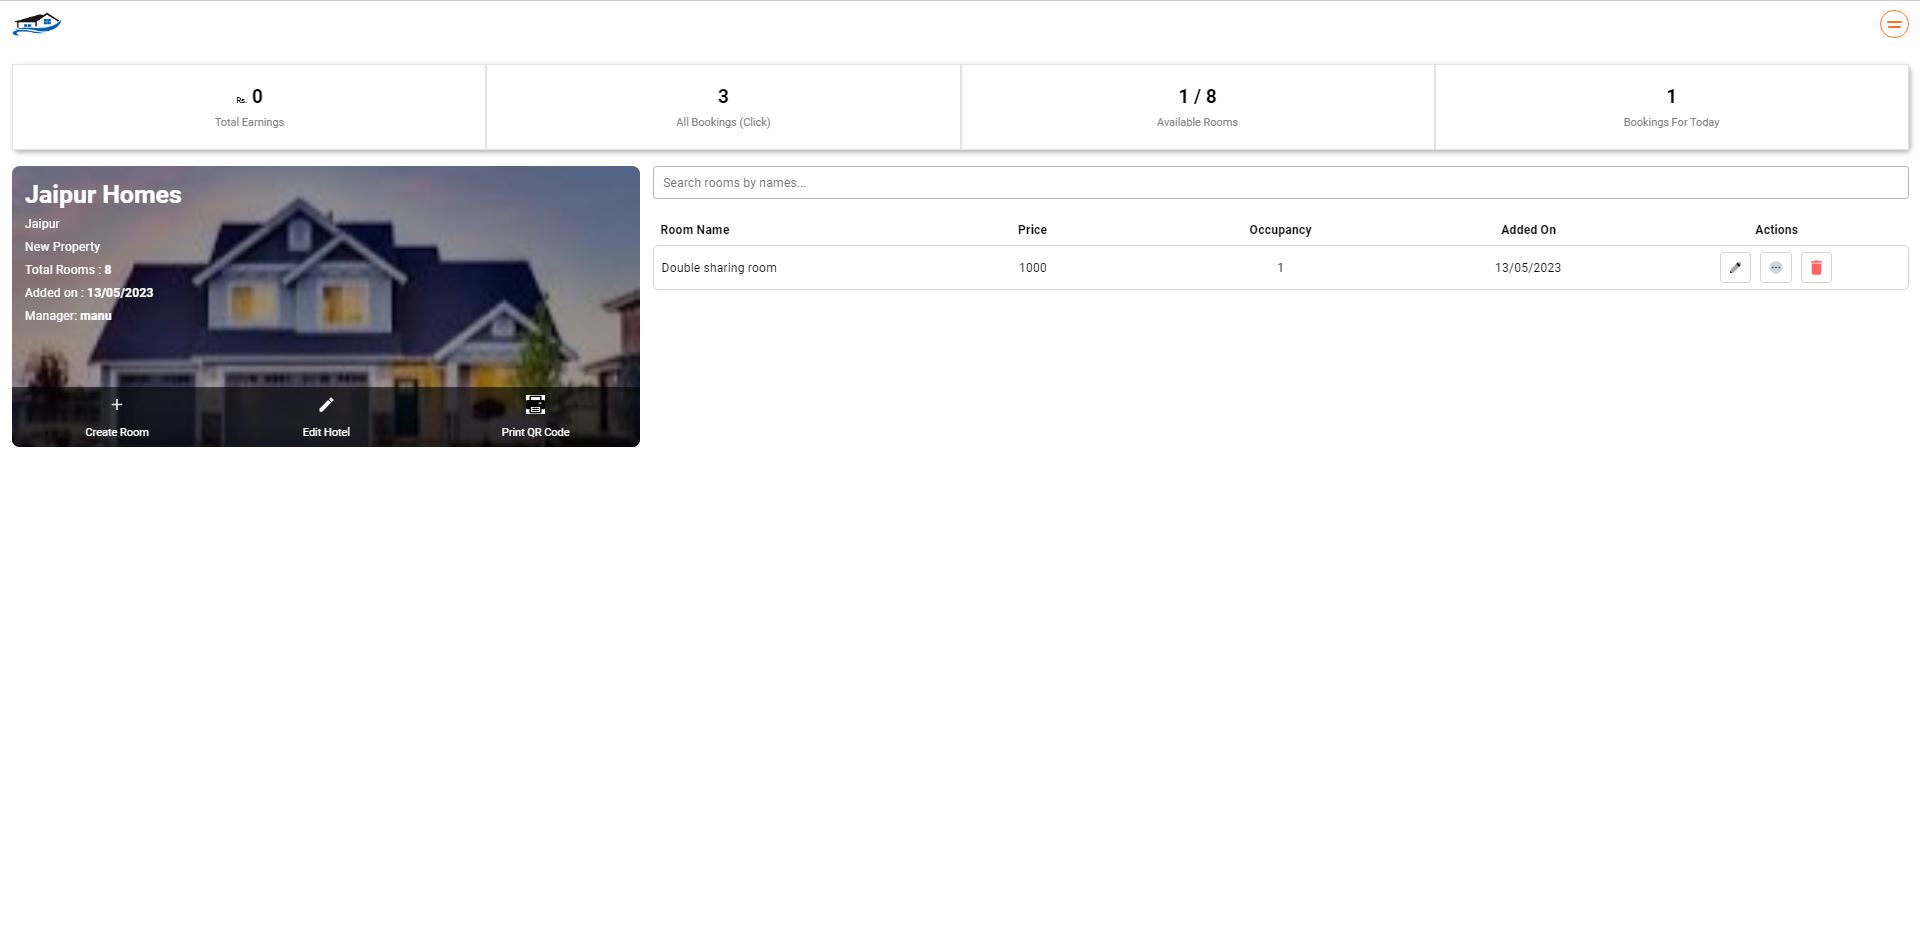 Rs. 0
Total Earnings
3
All Bookings (Click)
1 / 8
Available Rooms
1
Bookings For Today
Jaipur Homes
Jaipur
New Property
Total Rooms : 8
Added on : 13/05/2023
Manager: manu
Create Room
Edit Hotel
Print QR Code
Search rooms by names...
Room Name Price Occupancy Added On Actions
Double sharing room 1000 1 13/05/2023